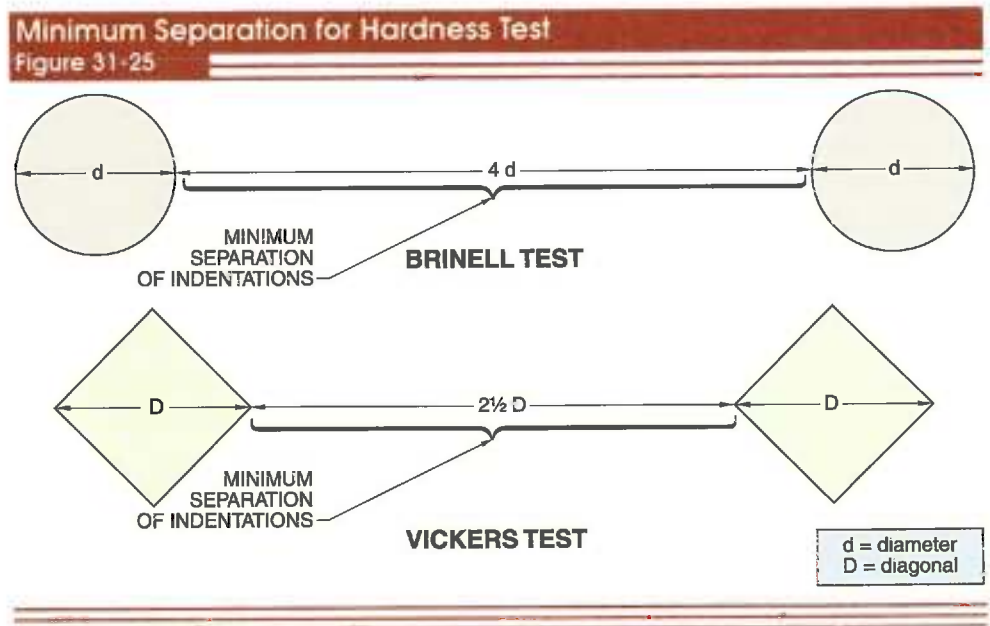 Minimum Separation for Hardness Test
Figure 31-25
d
4 d
d
MINIMUM
SEPARATION
OF INDENTATIONS
BRINELL TEST
D
2½ D
D
MINIMUM
SEPARATION
OF INDENTATIONS
VICKERS TEST
d = diameter
D = diagonal